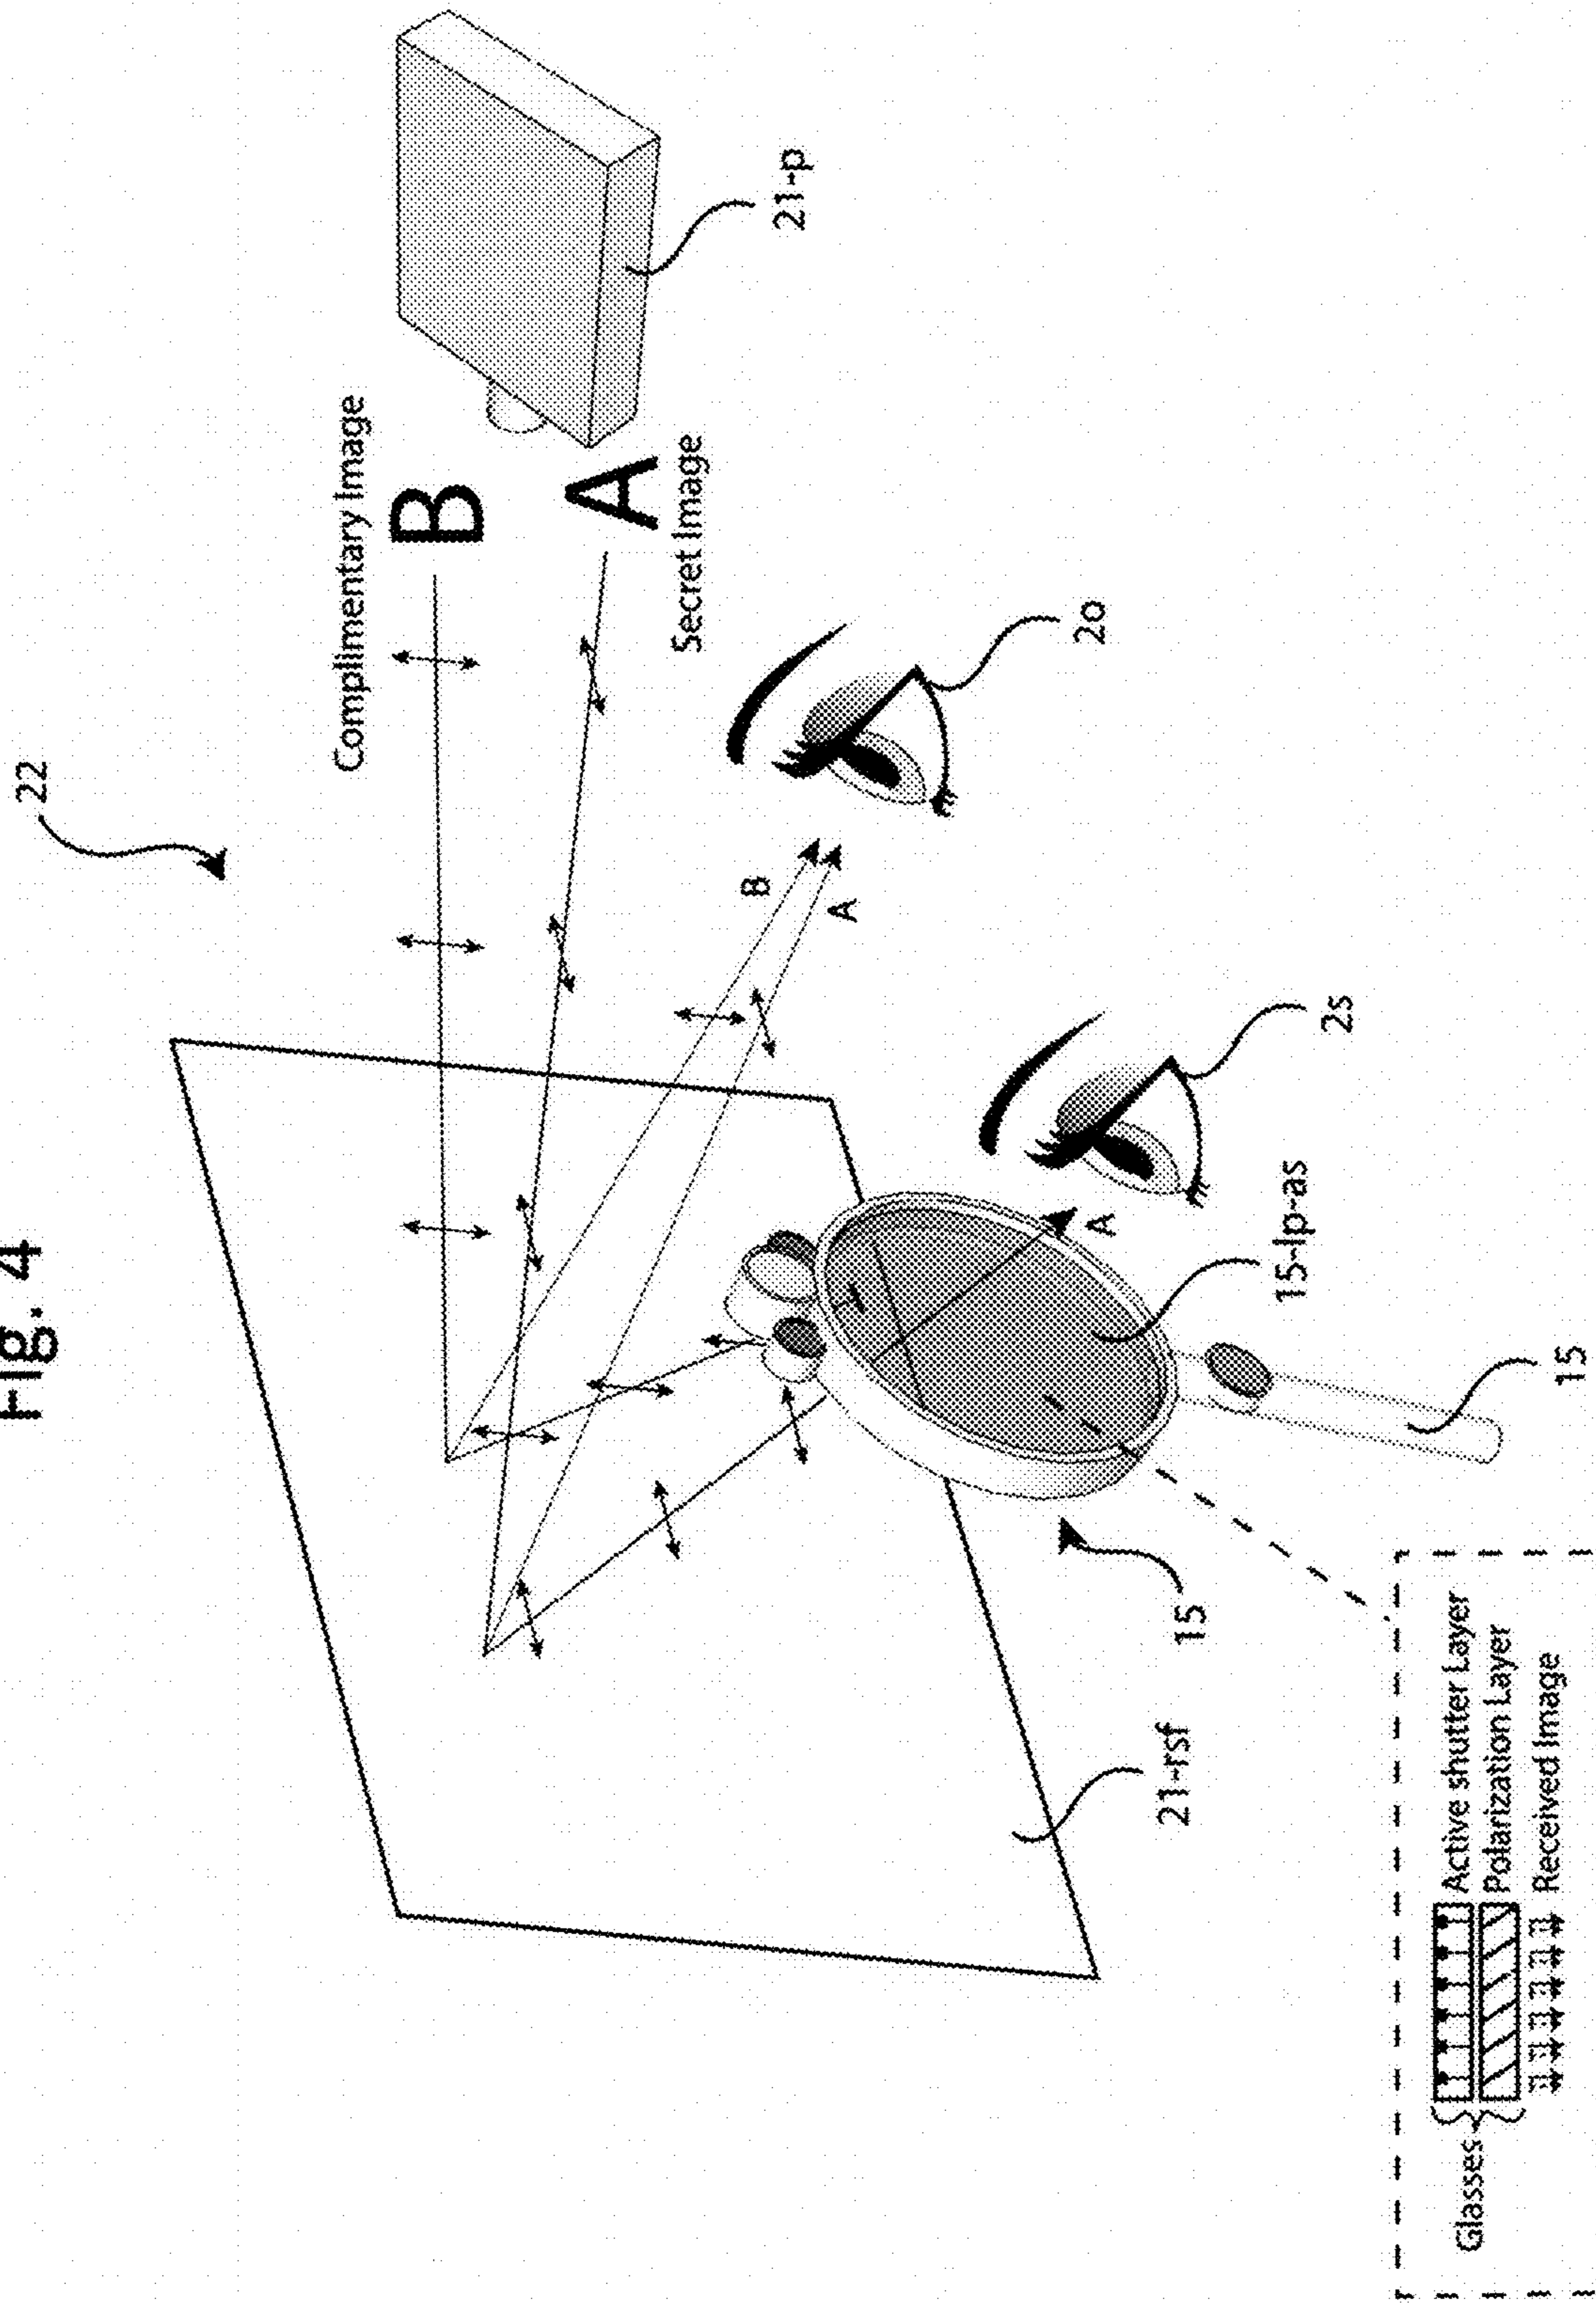 Fig. 4
22
Complimentary Image
B
A
Secret Image
21-p
B
A
2o
A
2s
15-lp-as
15
15
21-rsf
Glasses
Active shutter Layer
Polarization Layer
Received Image